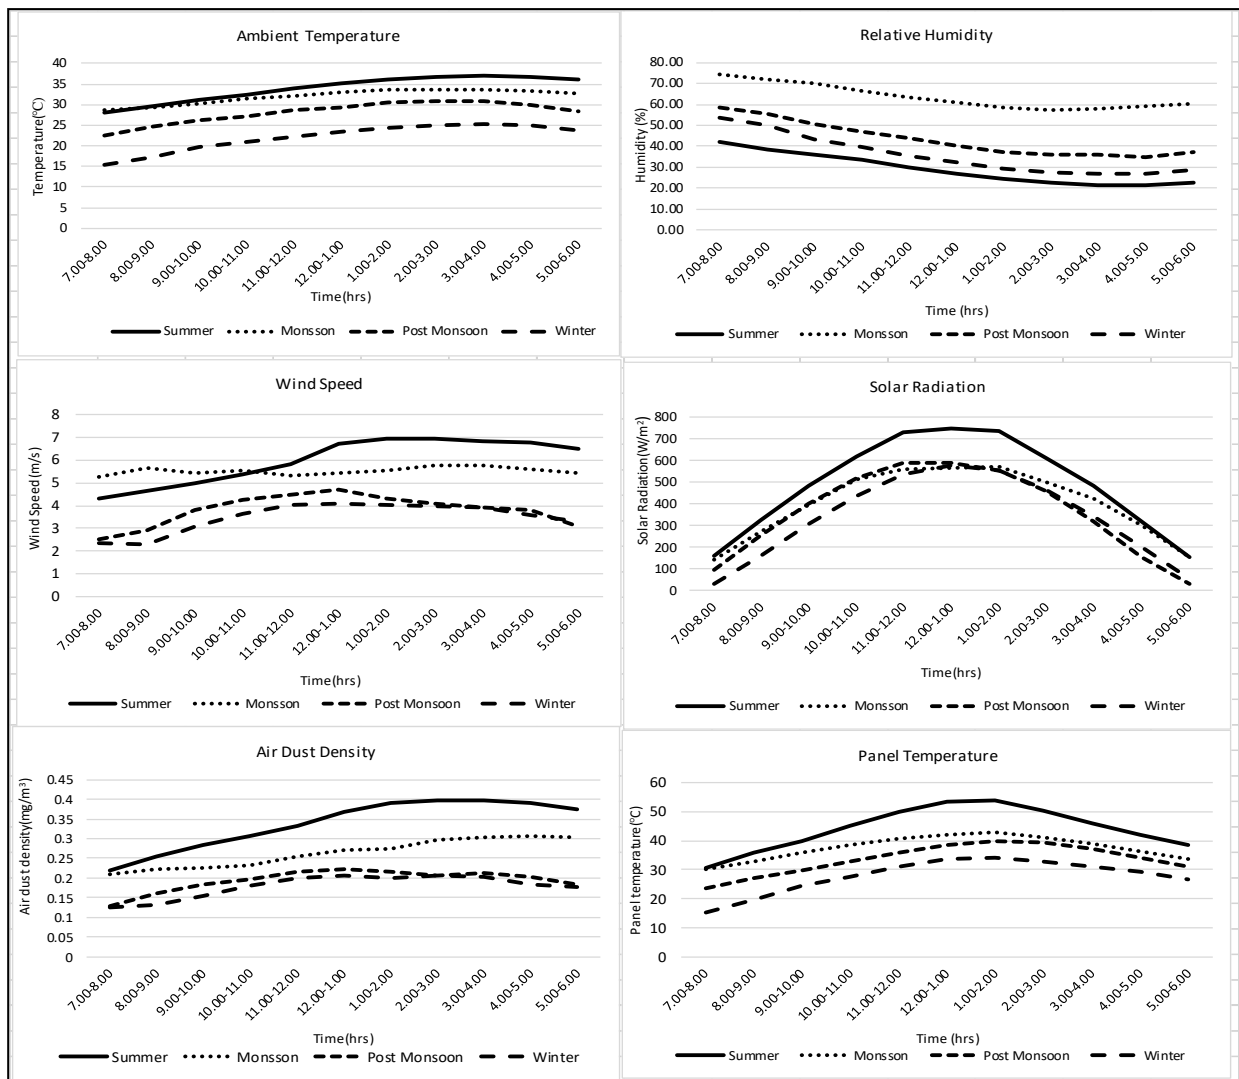 Ambient Temperature
40
35
30
25
20
15
10
5
0
Temperature(°C)
7.00-8.00 8.00-9.00 9.00-10.00 10.00-11.00 11.00-12.00 12.00-1.00 1.00-2.00 2.00-3.00 3.00-4.00 4.00-5.00 5.00-6.00
Time(hrs)
Summer Monsson Post Monsoon Winter
Relative Humidity
80.00
70.00
60.00
50.00
40.00
30.00
20.00
10.00
0.00
Humidity (%)
7.00-8.00 8.00-9.00 9.00-10.00 10.00-11.00 11.00-12.00 12.00-1.00 1.00-2.00 2.00-3.00 3.00-4.00 4.00-5.00 5.00-6.00
Time (hrs)
Summer Monsson Post Monsoon Winter
Wind Speed
8
7
6
5
4
3
2
1
0
Wind Speed (m/s)
7.00-8.00 8.00-9.00 9.00-10.00 10.00-11.00 11.00-12.00 12.00-1.00 1.00-2.00 2.00-3.00 3.00-4.00 4.00-5.00 5.00-6.00
Time(hrs)
Summer Monsson Post Monsoon Winter
Solar Radiation
800
700
600
500
400
300
200
100
0
Solar Radiation(W/m²)
7.00-8.00 8.00-9.00 9.00-10.00 10.00-11.00 11.00-12.00 12.00-1.00 1.00-2.00 2.00-3.00 3.00-4.00 4.00-5.00 5.00-6.00
Time(hrs)
Summer Monsson Post Monsoon Winter
Air Dust Density
0.45
0.4
0.35
0.3
0.25
0.2
0.15
0.1
0.05
0
Air dust density(mg/m³)
7.00-8.00 8.00-9.00 9.00-10.00 10.00-11.00 11.00-12.00 12.00-1.00 1.00-2.00 2.00-3.00 3.00-4.00 4.00-5.00 5.00-6.00
Time(hrs)
Summer Monsson Post Monsoon Winter
Panel Temperature
60
50
40
30
20
10
0
Panel temperature(°C)
7.00-8.00 8.00-9.00 9.00-10.00 10.00-11.00 11.00-12.00 12.00-1.00 1.00-2.00 2.00-3.00 3.00-4.00 4.00-5.00 5.00-6.00
Time(hrs)
Summer Monsson Post Monsoon Winter